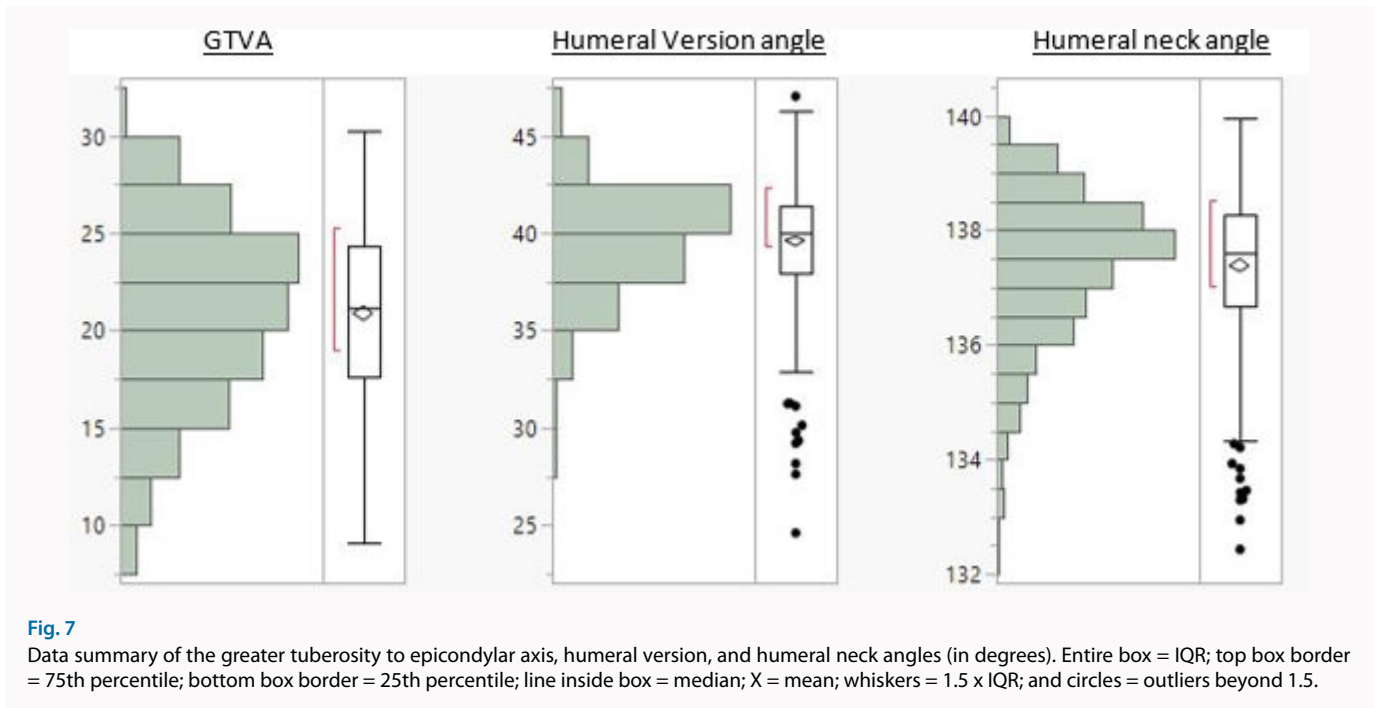 GTVA
Humeral Version angle
Humeral neck angle
30
25
20
15
10
45
40
35
30
25
140
138
136
134
132
Fig. 7
Data summary of the greater tuberosity to epicondylar axis, humeral version, and humeral neck angles (in degrees). Entire box = IQR; top box border
= 75th percentile; bottom box border = 25th percentile; line inside box = median; X = mean; whiskers = 1.5 x IQR; and circles = outliers beyond 1.5.